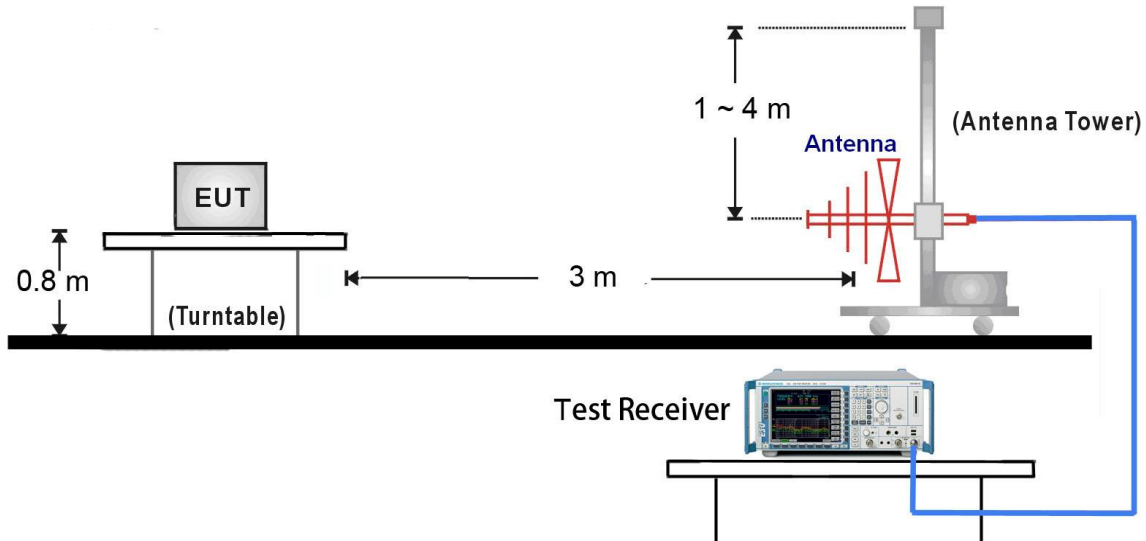 1 ~ 4 m
(Antenna Tower)
Antenna
EUT
0.8 m
3 m
(Turntable)
Test Receiver